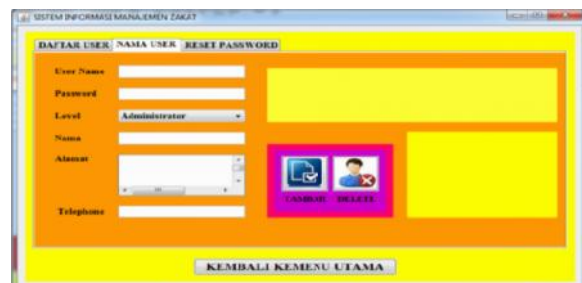 SISTEM INFORMASI MANAJEMEN ZAKAT
DAFTAR USER NAMA USER RESET PASSWORD
User Name
Password
Level Administrator
Nama
Alamat
TAMBAH DELETE
Telephone
KEMBALI KEMENU UTAMA